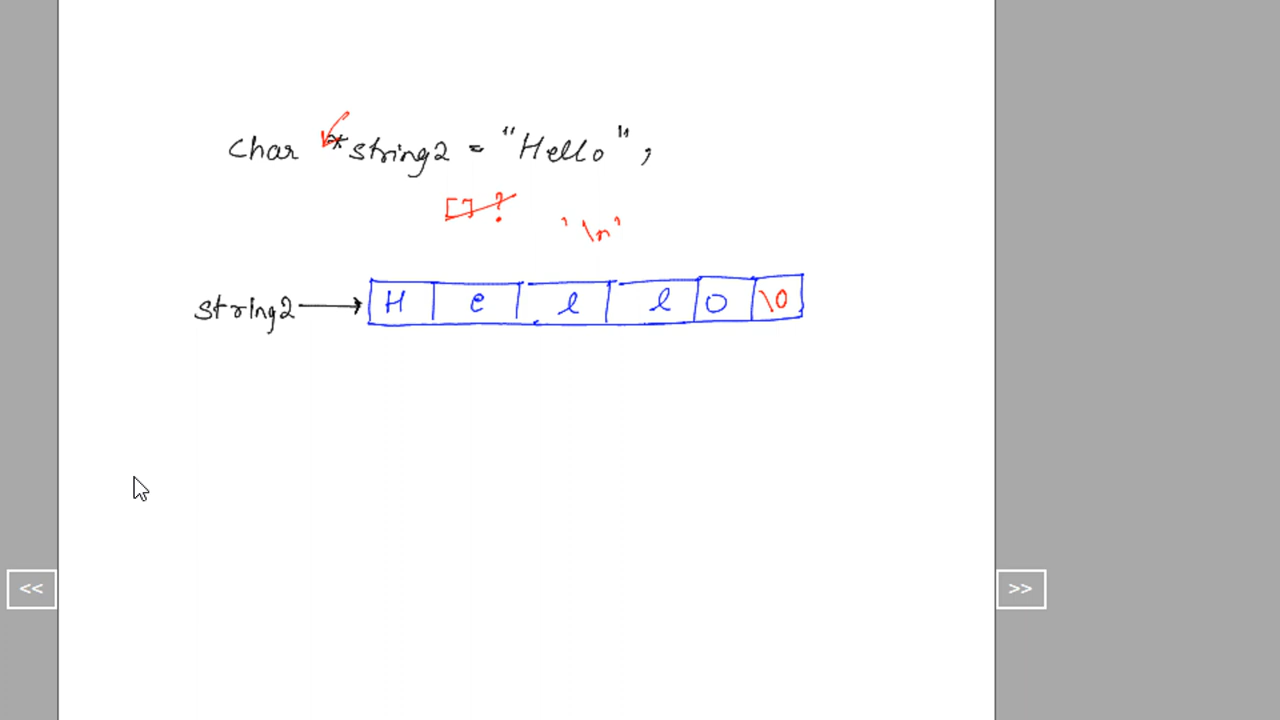 char *string2 = "Hello";
[] ?
'\n'
string2 H e l l o \0
<< >>